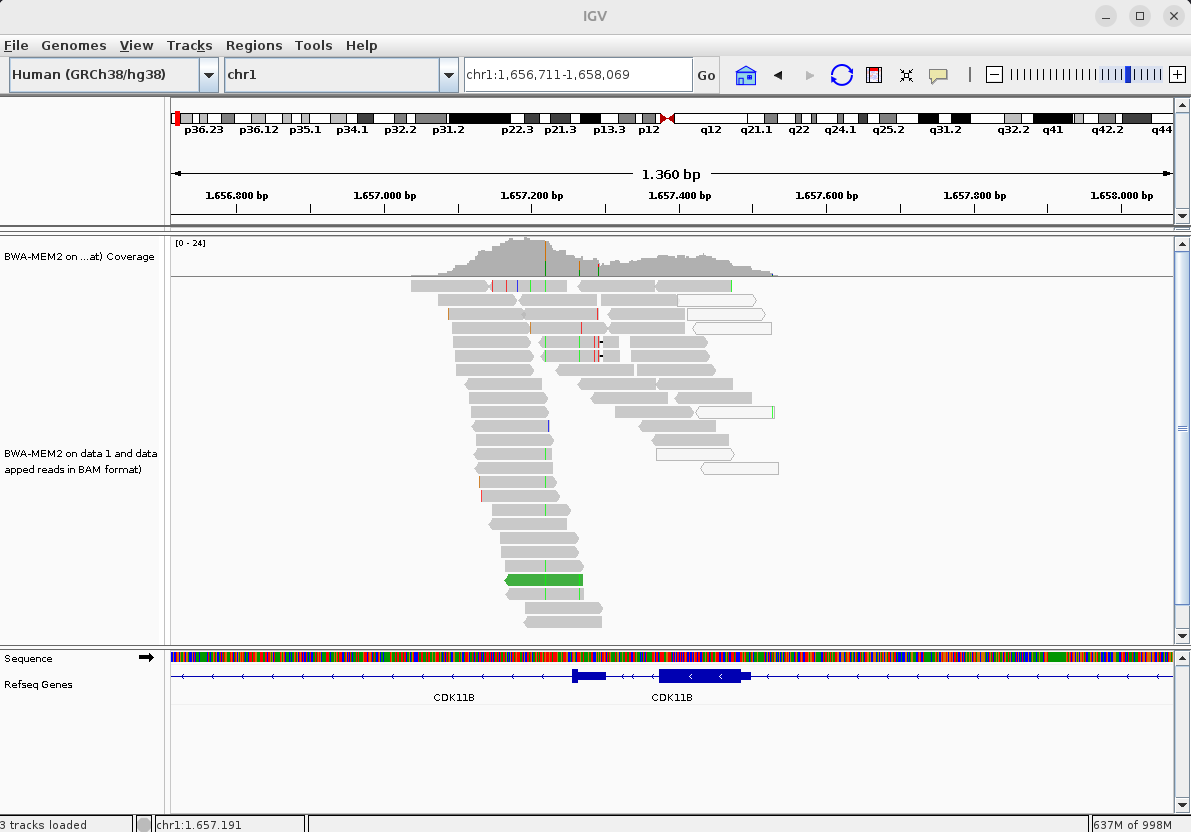 IGV
File Genomes View Tracks Regions Tools Help
Human (GRCh38/hg38) chr1 chr1:1,656,711-1,658,069 Go
p36.23 p36.12 p35.1 p34.1 p32.2 p31.2 p22.3 p21.3 p13.3 p12 q12 q21.1 q22 q24.1 q25.2 q31.2 q32.2 q41 q42.2 q44
1.360 bp
1.656.800 bp 1.657.000 bp 1.657.200 bp 1.657.400 bp 1.657.600 bp 1.657.800 bp 1.658.000 bp
[0 - 24]
BWA-MEM2 on ...at) Coverage
BWA-MEM2 on data 1 and data
apped reads in BAM format)
Sequence
Refseq Genes
CDK11B CDK11B
3 tracks loaded chr1:1.657.191 637M of 998M